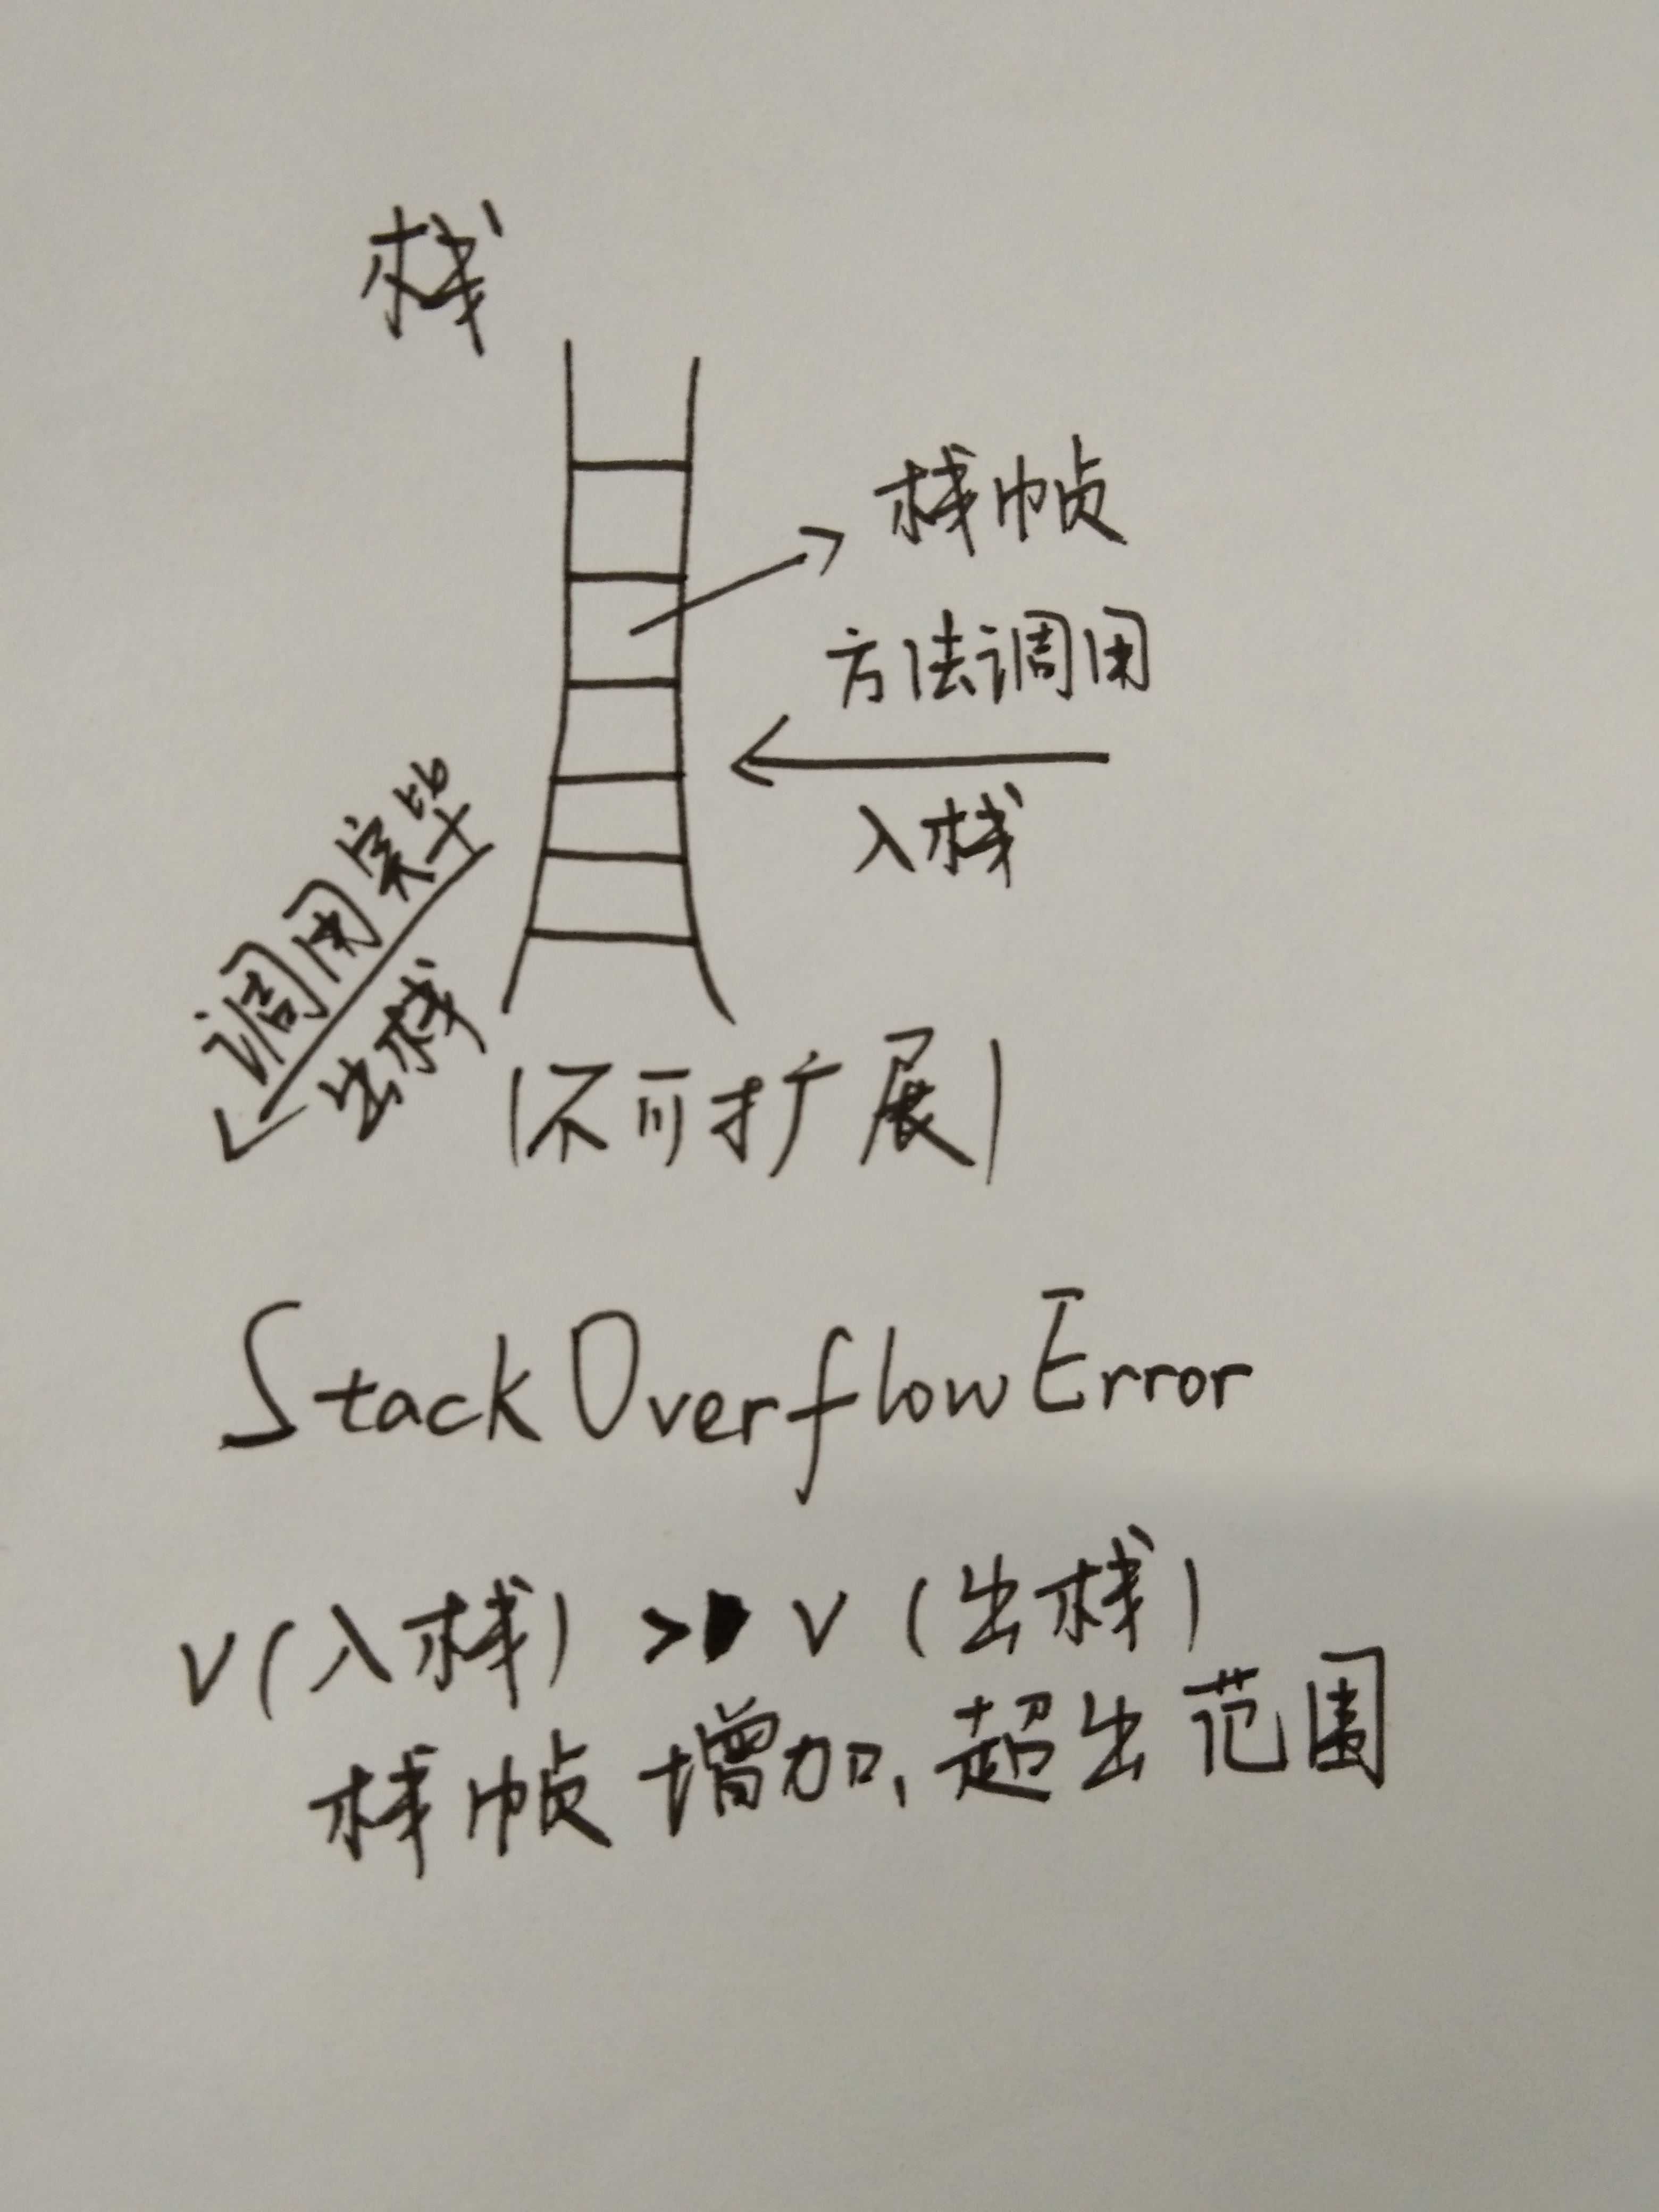 栈
栈帧
方法调用
入栈
调用完毕
出栈
(不可扩展)
StackOverflowError
v(入栈) > v (出栈)
栈帧增加,超出范围